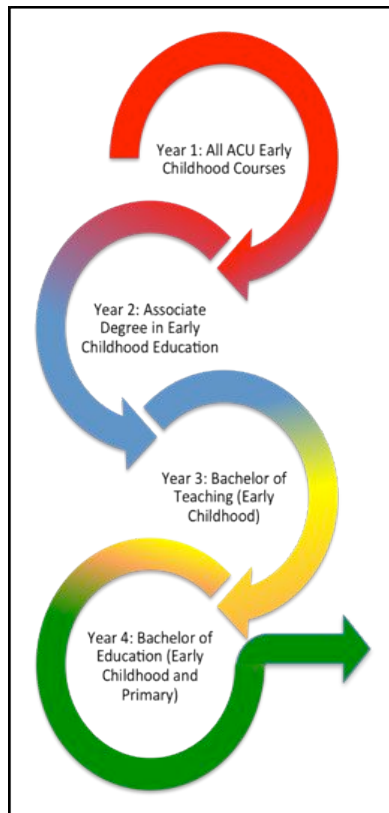 Year 1: All ACU Early
Childhood Courses
Year 2: Associate
Degree in Early
Childhood Education
Year 3: Bachelor of
Teaching (Early
Childhood)
Year 4: Bachelor of
Education (Early
Childhood and
Primary)